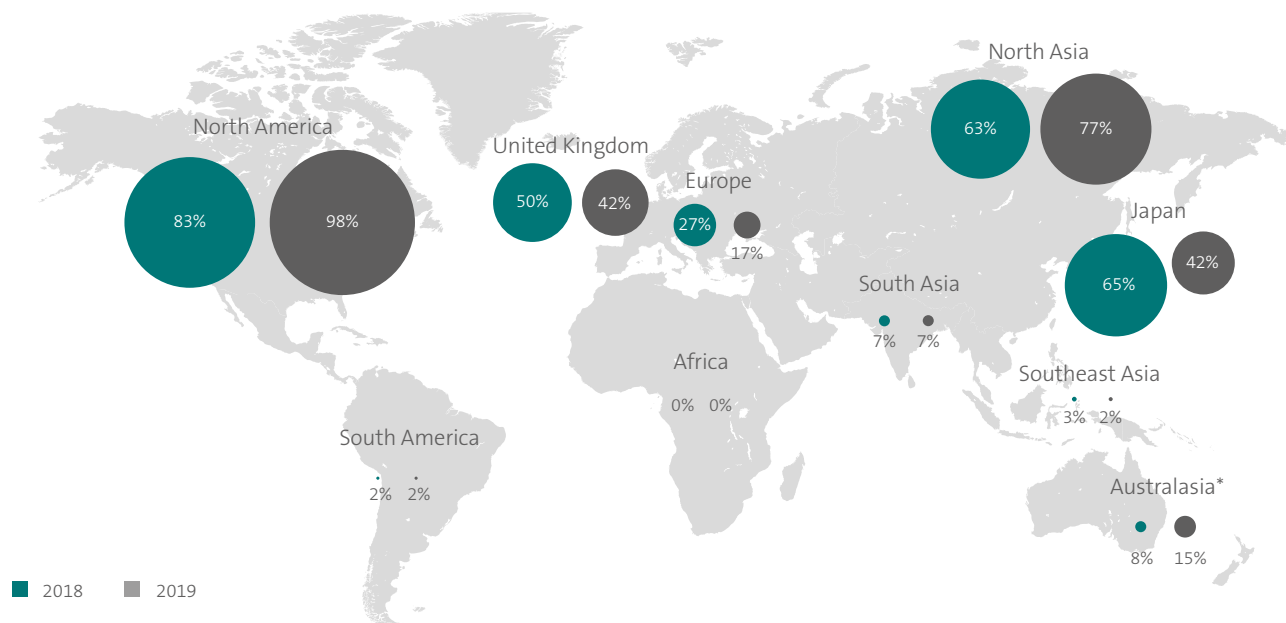 North Asia
63% 77%
North America
83% 98%
United Kingdom
50% 42%
Europe
27%
17%
Japan
65% 42%
South Asia
7% 7%
Africa
0% 0%
Southeast Asia
3% 2%
South America
2% 2%
Australasia*
8% 15%
2018 2019